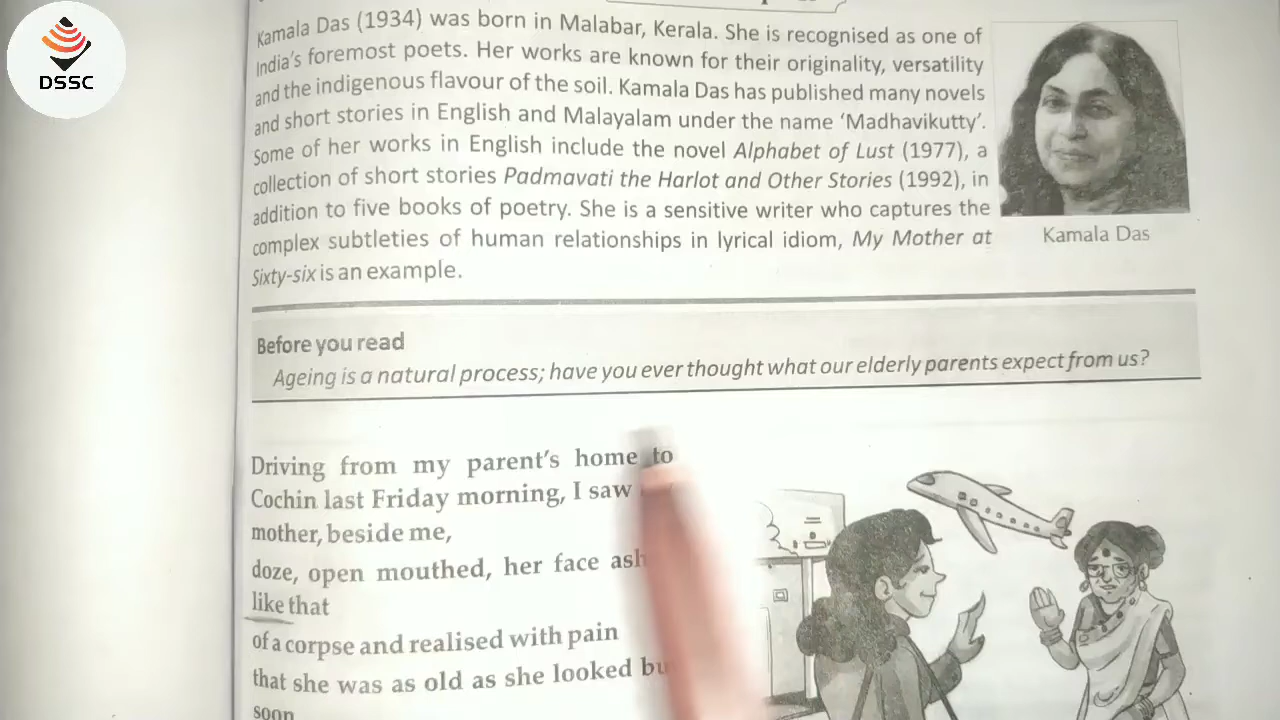 DSSC
Kamala Das (1934) was born in Malabar, Kerala. She is recognised as one of
India's foremost poets. Her works are known for their originality, versatility
and the indigenous flavour of the soil. Kamala Das has published many novels
and short stories in English and Malayalam under the name 'Madhavikutty'.
Some of her works in English include the novel Alphabet of Lust (1977), a
collection of short stories Padmavati the Harlot and Other Stories (1992), in
addition to five books of poetry. She is a sensitive writer who captures the
complex subtleties of human relationships in lyrical idiom, My Mother at
Sixty-six is an example.
Kamala Das
Before you read
Ageing is a natural process; have you ever thought what our elderly parents expect from us?
Driving from my parent's home to
Cochin last Friday morning, I saw
mother, beside me,
doze, open mouthed, her face
like that
of a corpse and realised with pain
that she was as old as she looked
soon